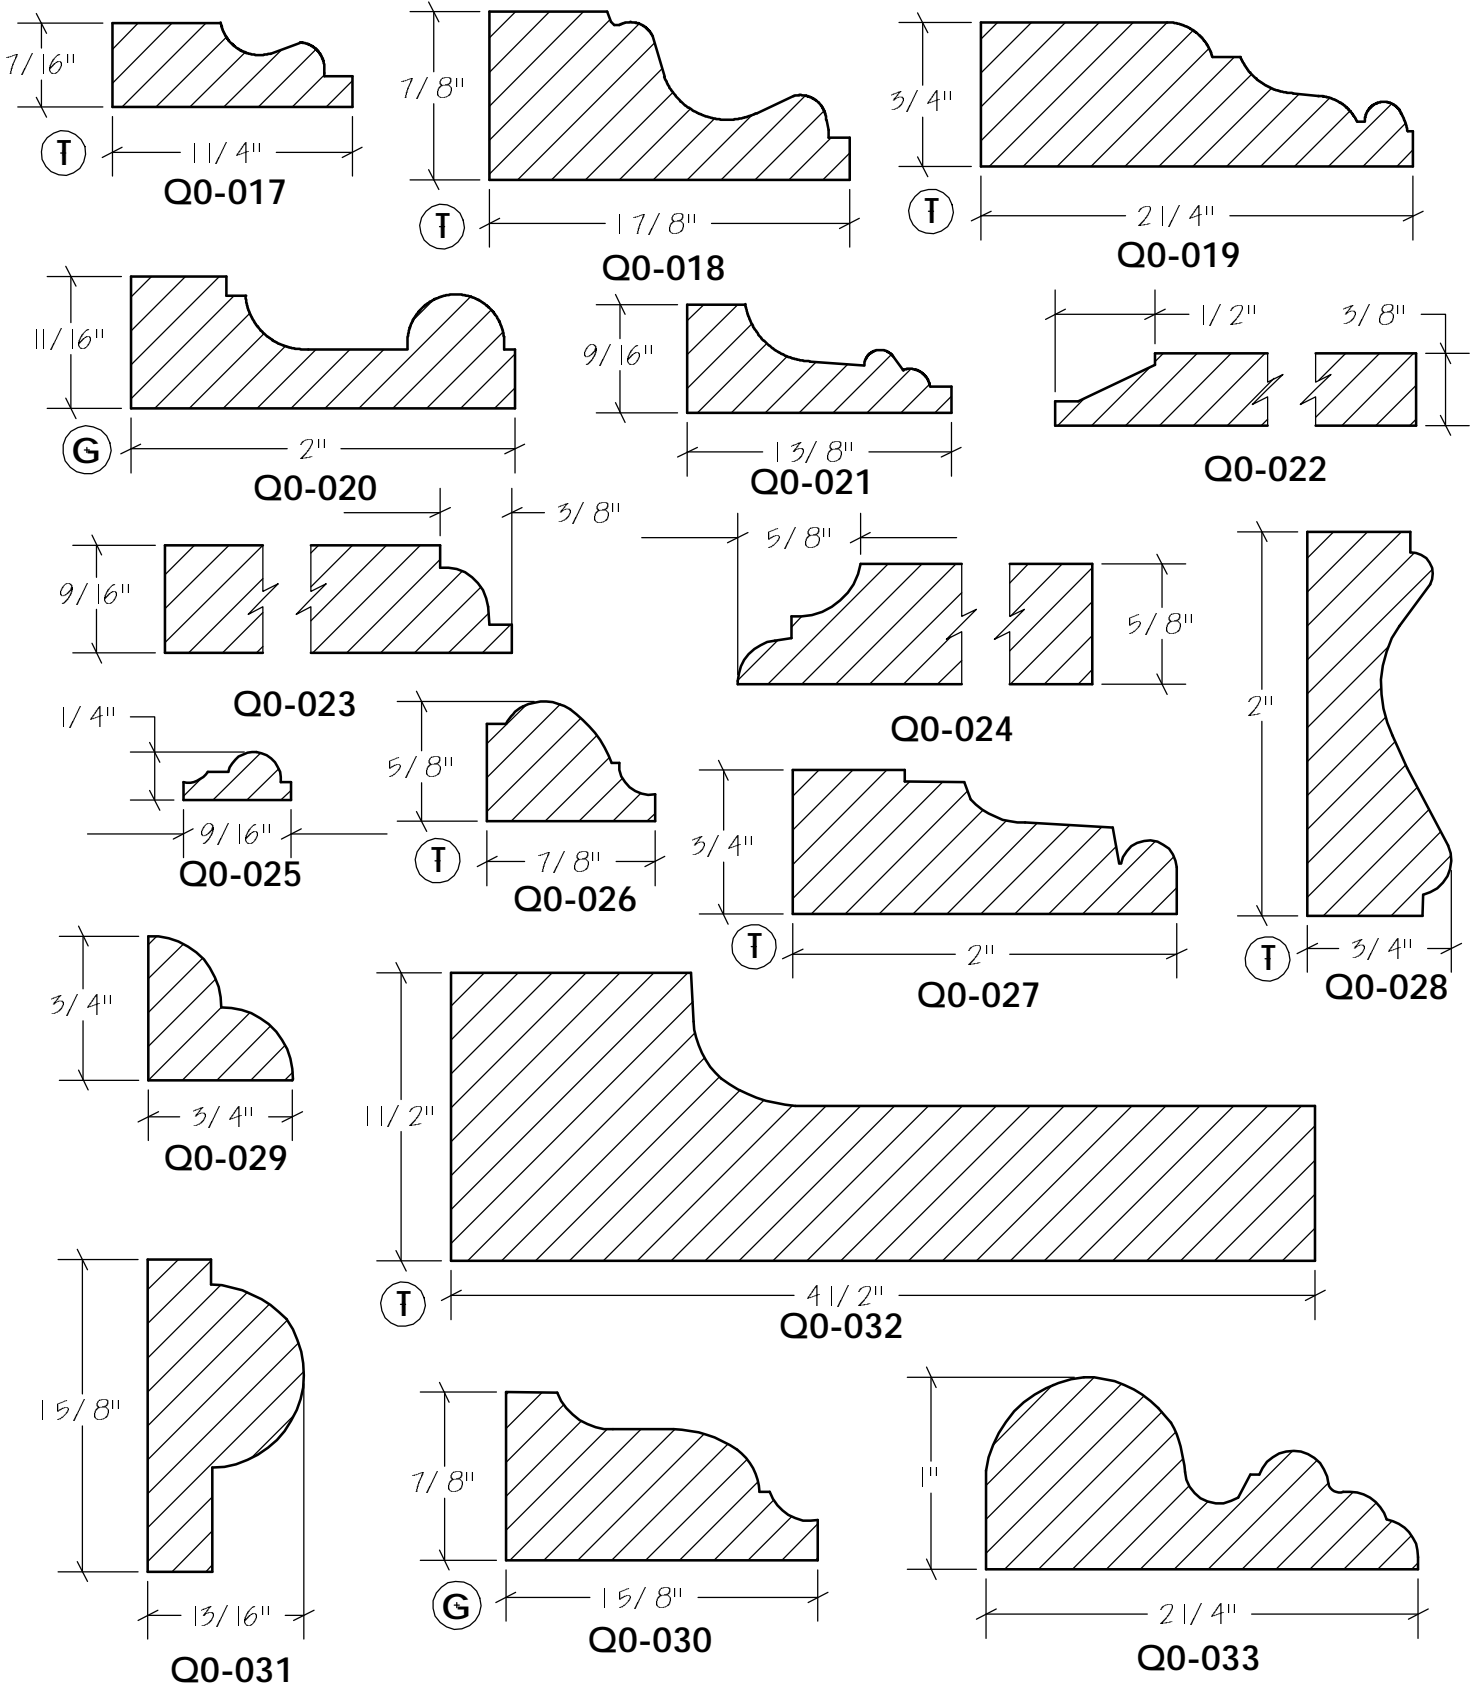 7/16"
T
1 1/4"
Q0-017
7/8"
T
1 7/8"
Q0-018
3/4"
T
2 1/4"
Q0-019
11/16"
G
2"
Q0-020
9/16"
1 3/8"
Q0-021
1/2"
3/8"
Q0-022
3/8"
9/16"
Q0-023
5/8"
5/8"
Q0-024
1/4"
9/16"
Q0-025
5/8"
T
7/8"
Q0-026
3/4"
T
2"
Q0-027
2"
T
3/4"
Q0-028
3/4"
3/4"
Q0-029
1 1/2"
T
4 1/2"
Q0-032
1 5/8"
13/16"
Q0-031
7/8"
G
1 5/8"
Q0-030
1"
2 1/4"
Q0-033